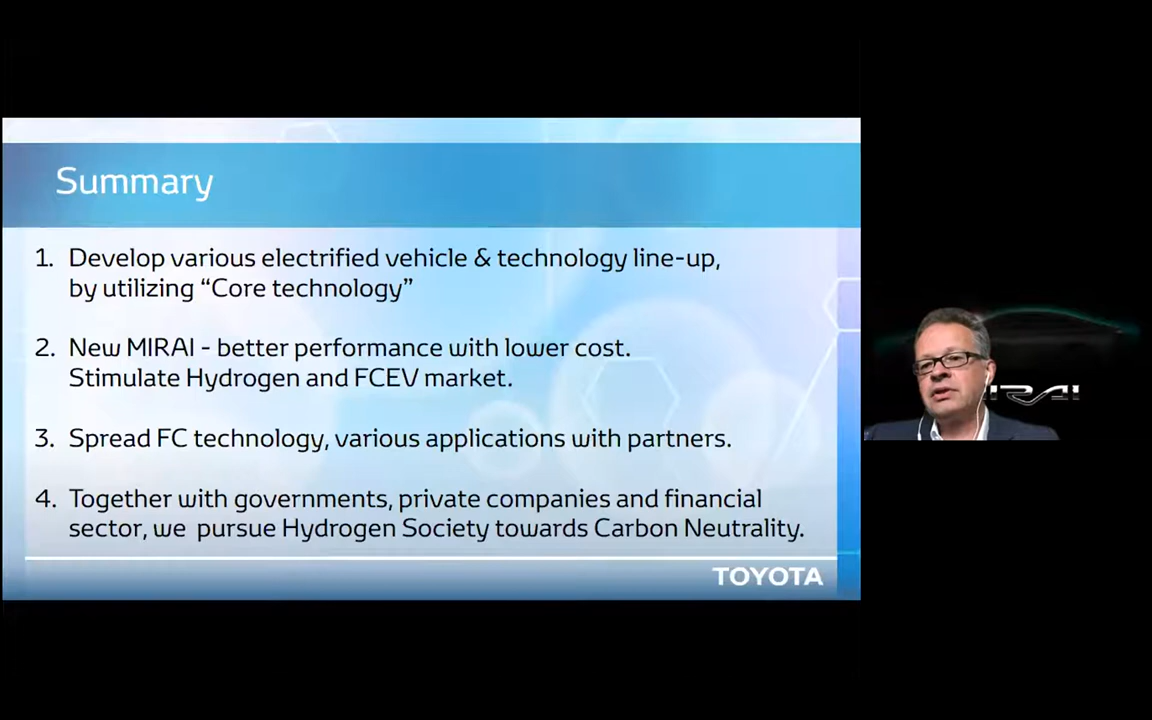 Summary
1. Develop various electrified vehicle & technology line-up,
by utilizing “Core technology”
2. New MIRAI - better performance with lower cost.
Stimulate Hydrogen and FCEV market.
3. Spread FC technology, various applications with partners.
4. Together with governments, private companies and financial
sector, we pursue Hydrogen Society towards Carbon Neutrality.
TOYOTA